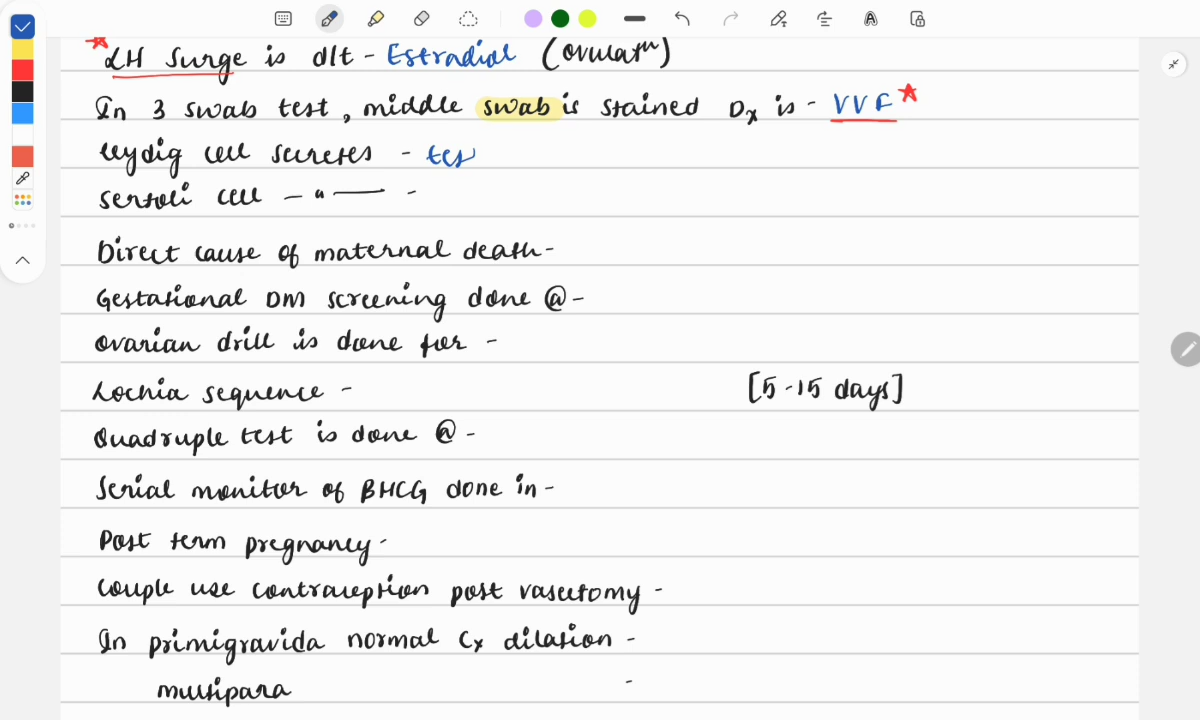 LH Surge is d/t - Estradiol (ovulatn)
In 3 swab test, middle swab is stained Dx is - VVF
leydig cell secretes - tes
sertoli cell - " -
Direct cause of maternal death-
Gestational DM screening done @-
ovarian drill is done for -
Lochia sequence - [5-15 days]
Quadruple test is done @ -
Serial monitor of BHCG done in -
Post term pregnancy -
Couple use contraception post vasectomy -
In primigravida normal Cx dilation -
multipara -